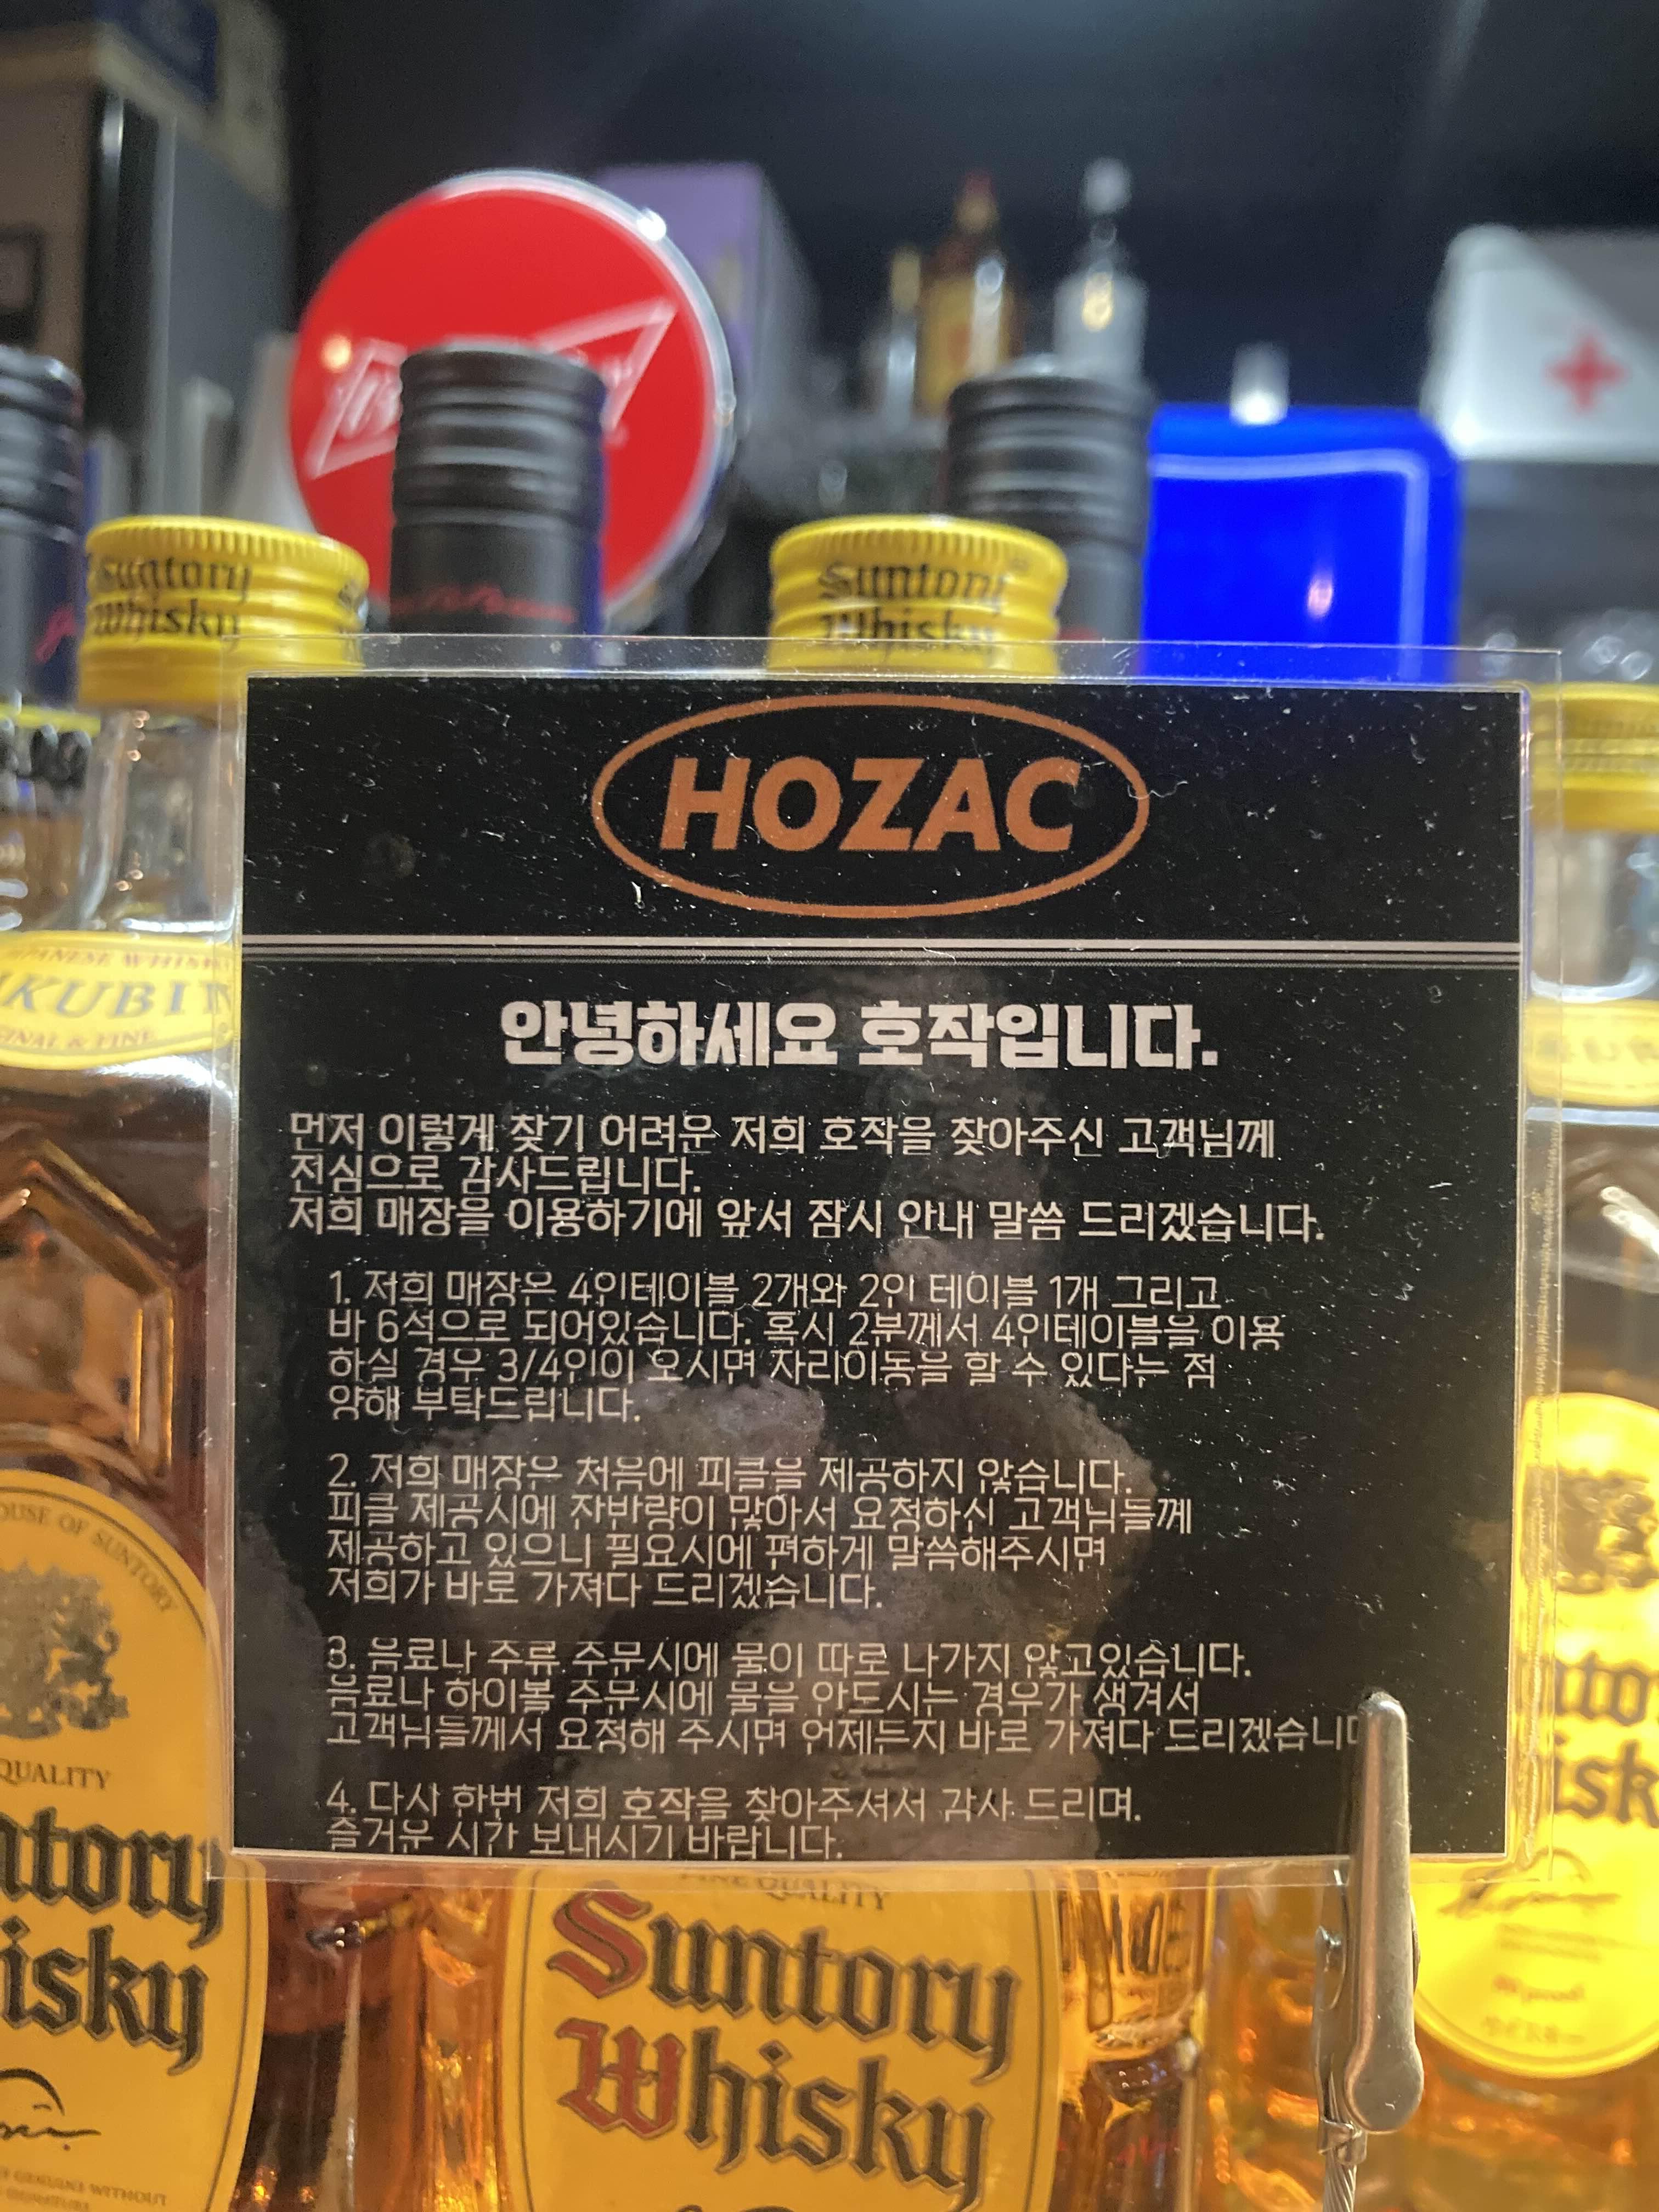 Suntory
Whisky
Suntory
Whisky
HOZAC
안녕하세요 호작입니다.
먼저 이렇게 찾기 어려운 저희 호작을 찾아주신 고객님께
진심으로 감사드립니다.
저희 매장을 이용하기에 앞서 잠시 안내 말씀 드리겠습니다.
1. 저희 매장은 4인테이블 2개와 2인 테이블 1개 그리고
바 6석으로 되어있습니다. 혹시 2분께서 4인테이블을 이용
하실 경우 3/4인이 오시면 자리이동을 할 수 있다는 점
양해 부탁드립니다.
2. 저희 매장은 처음에 피클을 제공하지 않습니다.
피클 제공시에 잔반량이 많아서 요청하신 고객님들께
제공하고 있으니 필요시에 편하게 말씀해주시면
저희가 바로 가져다 드리겠습니다.
3. 음료나 주류 주문시에 물이 따로 나가지 않고있습니다.
음료나 하이볼 주문시에 물을 안드시는 경우가 생겨서
고객님들께서 요청해 주시면 언제든지 바로 가져다 드리겠습니다
4. 다시 한번 저희 호작을 찾아주셔서 감사 드리며.
즐거운 시간 보내시기 바랍니다.
KUBIN
INAL & FINE
OUSE OF SUNTORY
QUALITY
ntory
isky
FINE QUALITY
Suntory
Whisky